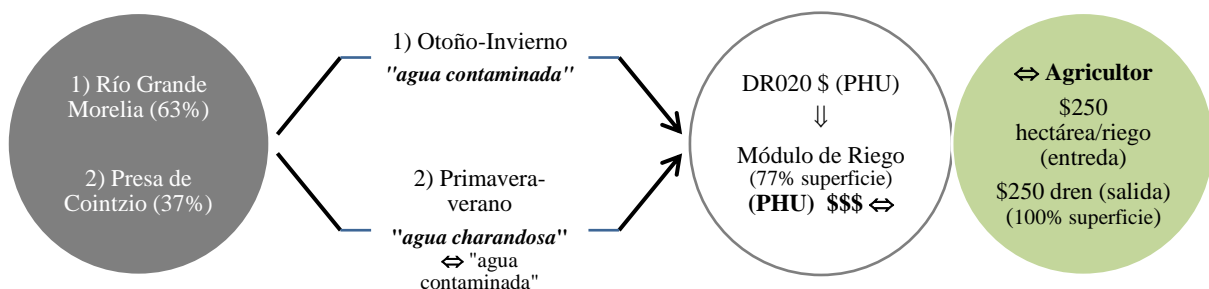 1) Río Grande
Morelia (63%)
2) Presa de
Cointzio (37%)
1) Otoño-Invierno
"agua contaminada"
2) Primavera-
verano
"agua charandosa"
⇔ "agua
contaminada"
DR020 $ (PHU)
⇓
Módulo de Riego
(77% superficie)
(PHU) $$$ ⇔
⇔ Agricultor
$250
hectárea/riego
(entreda)
$250 dren (salida)
(100% superficie)